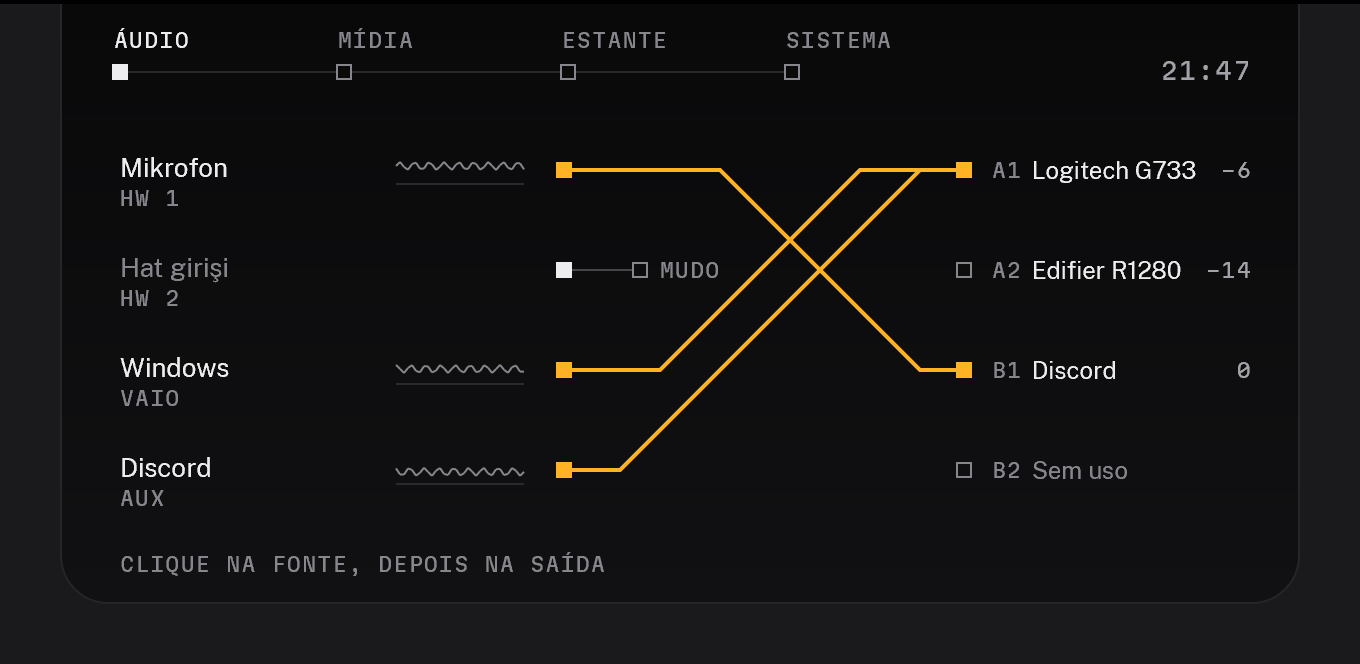 ÁUDIO MÍDIA ESTANTE SISTEMA
21:47
Mikrofon A1 Logitech G733 −6
HW 1
Hat girişi MUDO A2 Edifier R1280 −14
HW 2
Windows B1 Discord 0
VAIO
Discord B2 Sem uso
AUX
CLIQUE NA FONTE, DEPOIS NA SAÍDA